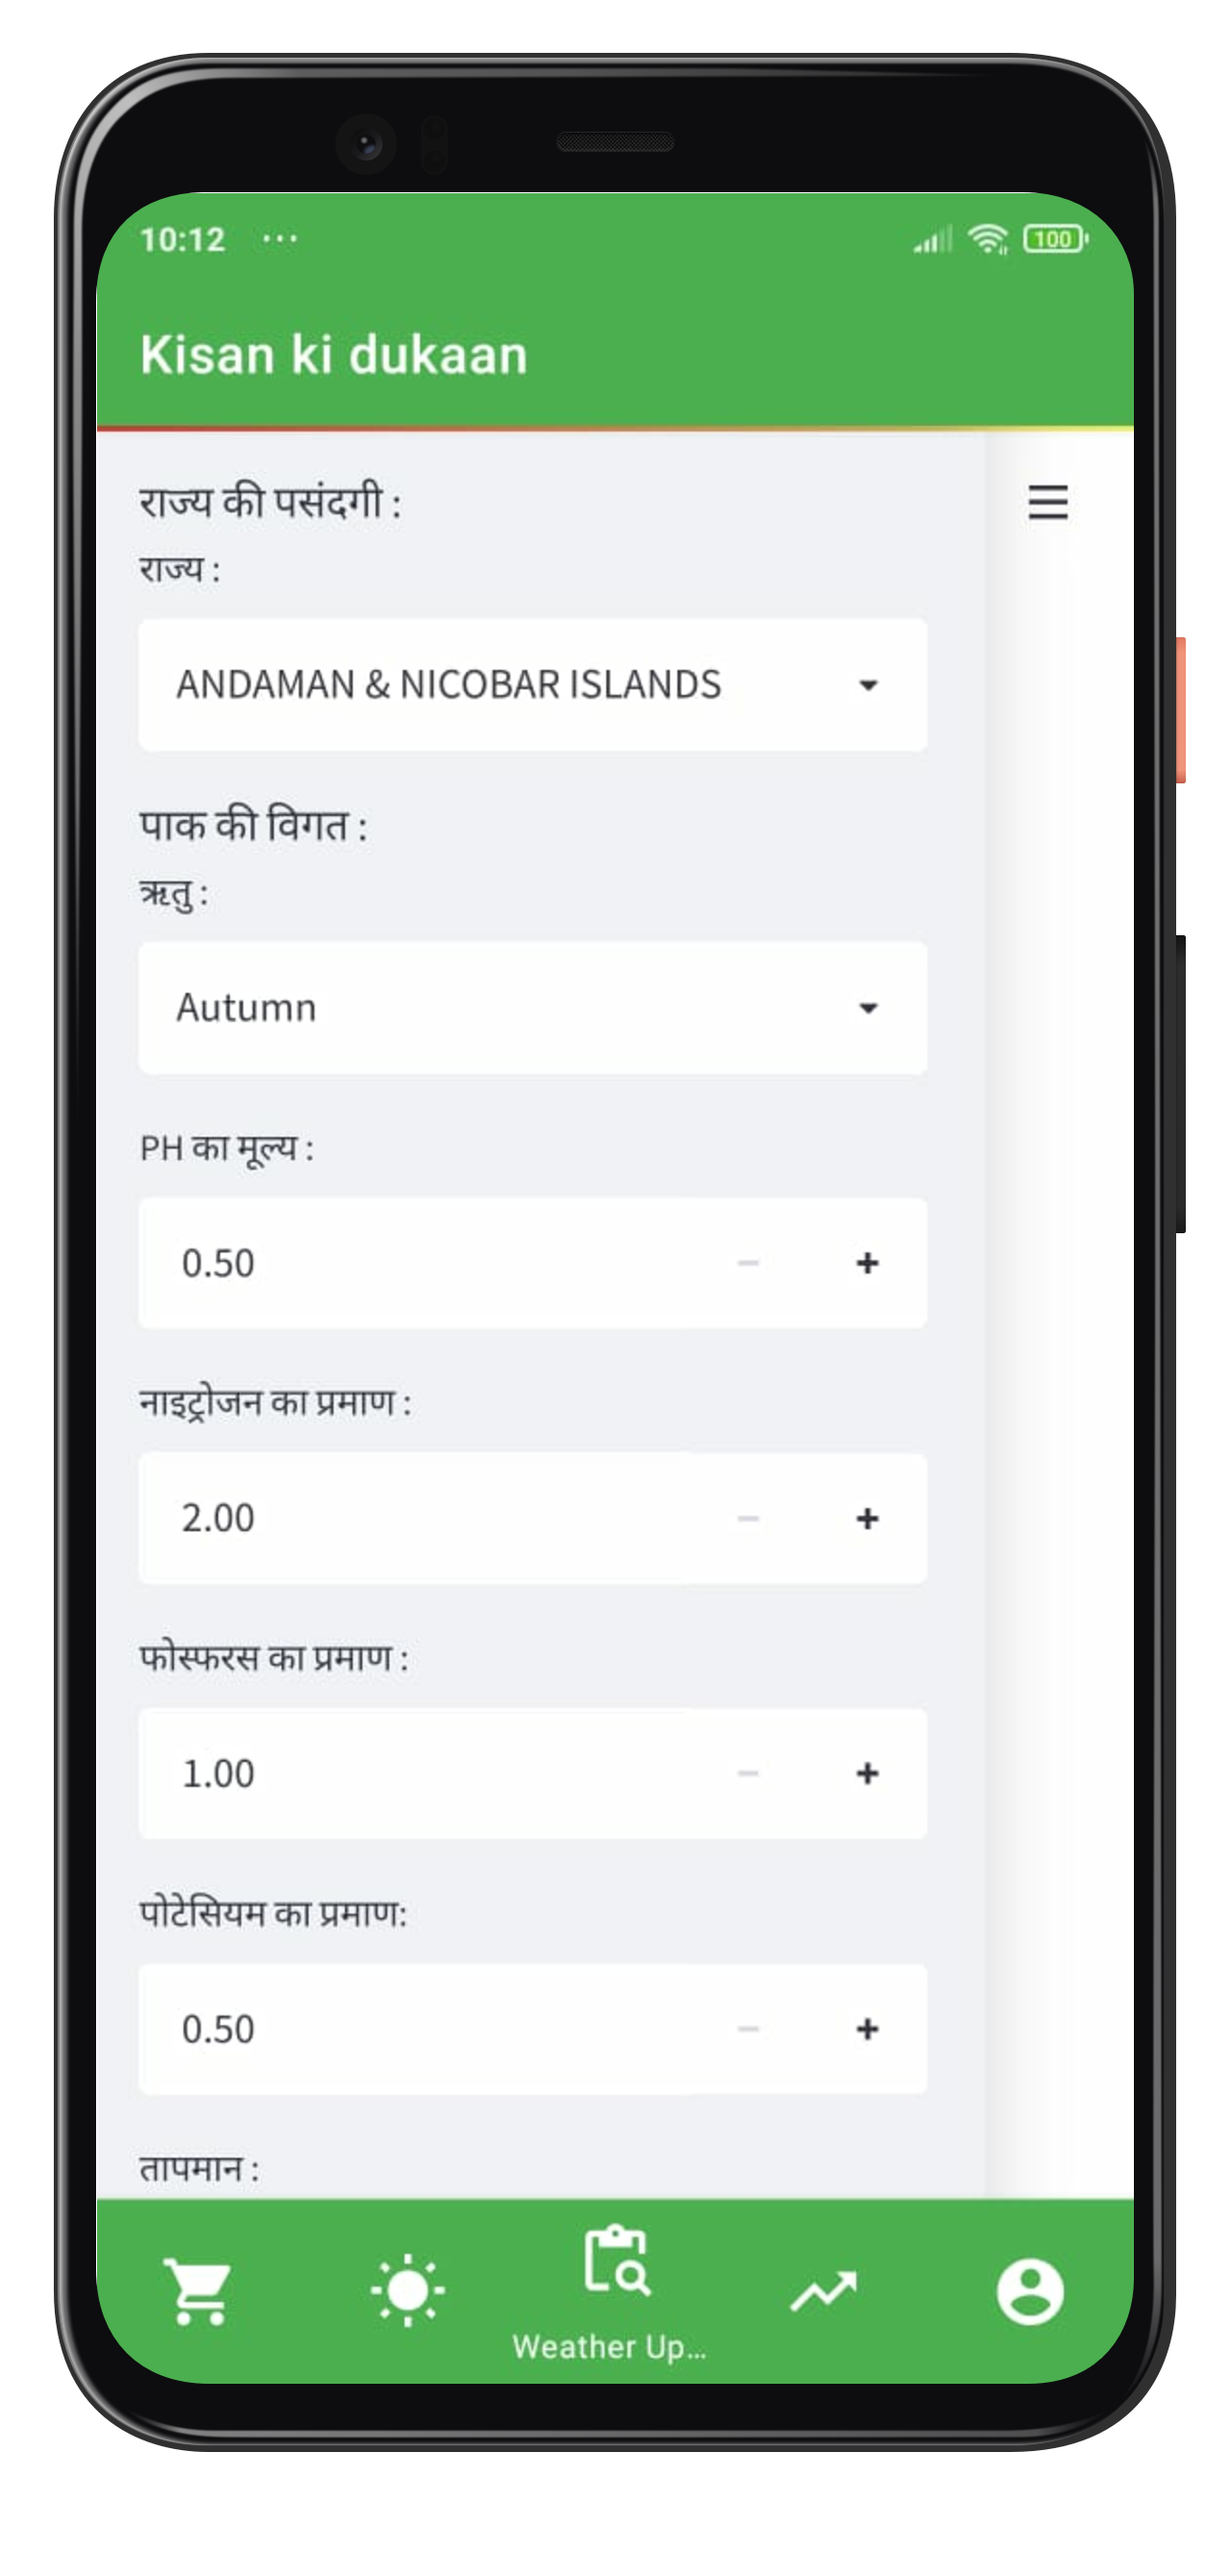 10:12 ...
100
Kisan ki dukaan
राज्य की पसंदगी :
राज्य :
ANDAMAN & NICOBAR ISLANDS
पाक की विगत :
ऋतु :
Autumn
PH का मूल्य :
0.50 − +
नाइट्रोजन का प्रमाण :
2.00 − +
फोस्फरस का प्रमाण :
1.00 − +
पोटेसियम का प्रमाण:
0.50 − +
तापमान :
Weather Up...